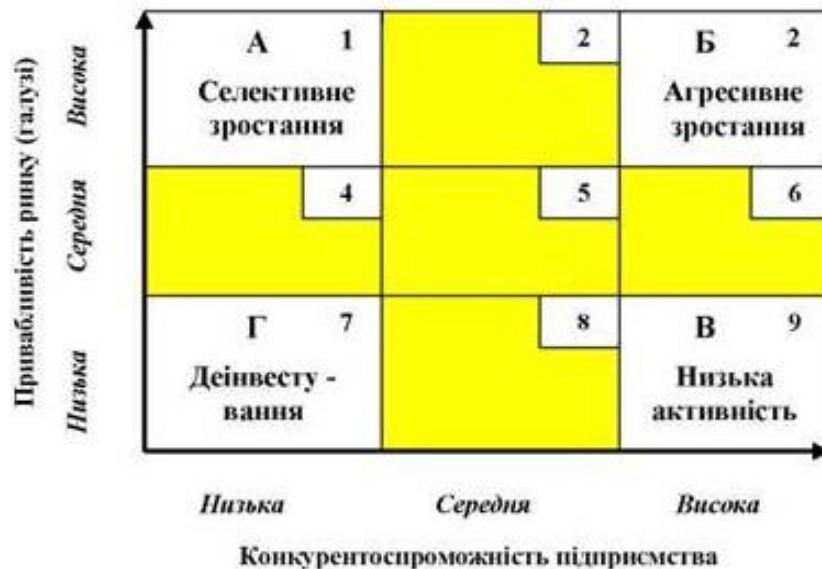 Привабливість ринку (галузі)
Висока
Середня
Низька
А 1
Селективне
зростання
2
Б 2
Агресивне
зростання
4
5
6
Г 7
Деінвесту -
вання
8
В 9
Низька
активність
Низька
Середня
Висока
Конкурентоспроможність підприємства